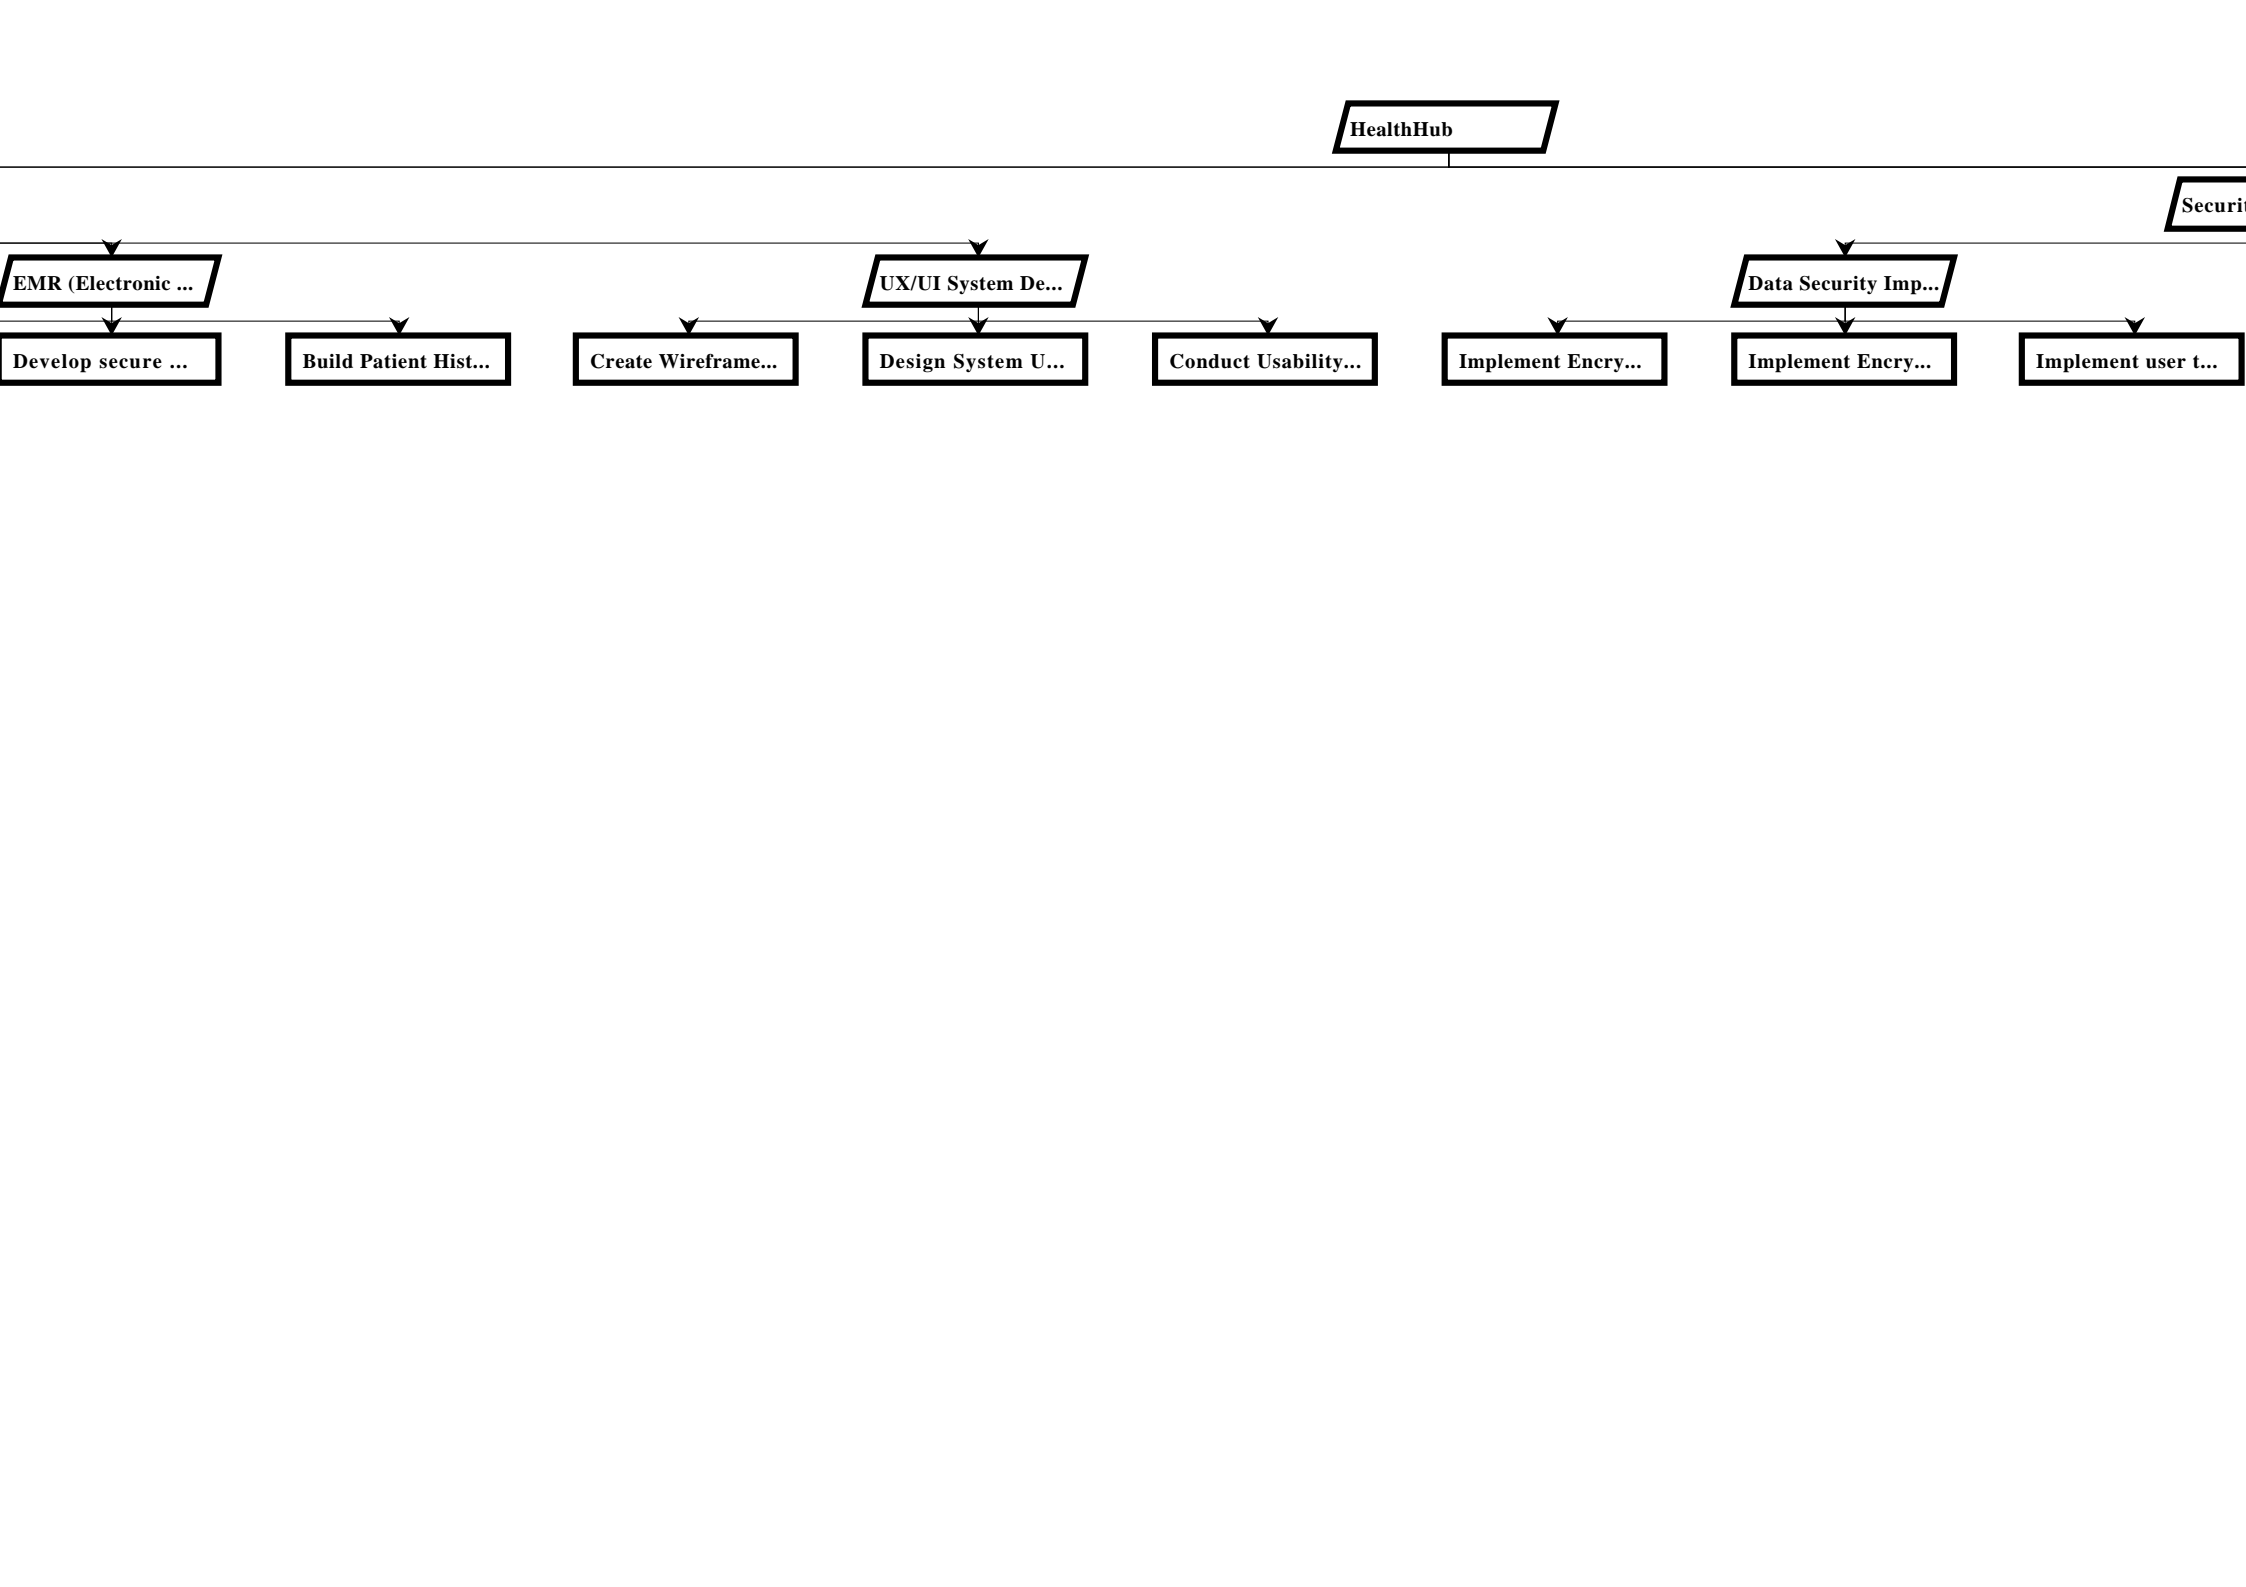 HealthHub
Securit
EMR (Electronic ...
UX/UI System De...
Data Security Imp...
Develop secure ...
Build Patient Hist...
Create Wireframe...
Design System U...
Conduct Usability...
Implement Encry...
Implement Encry...
Implement user t...